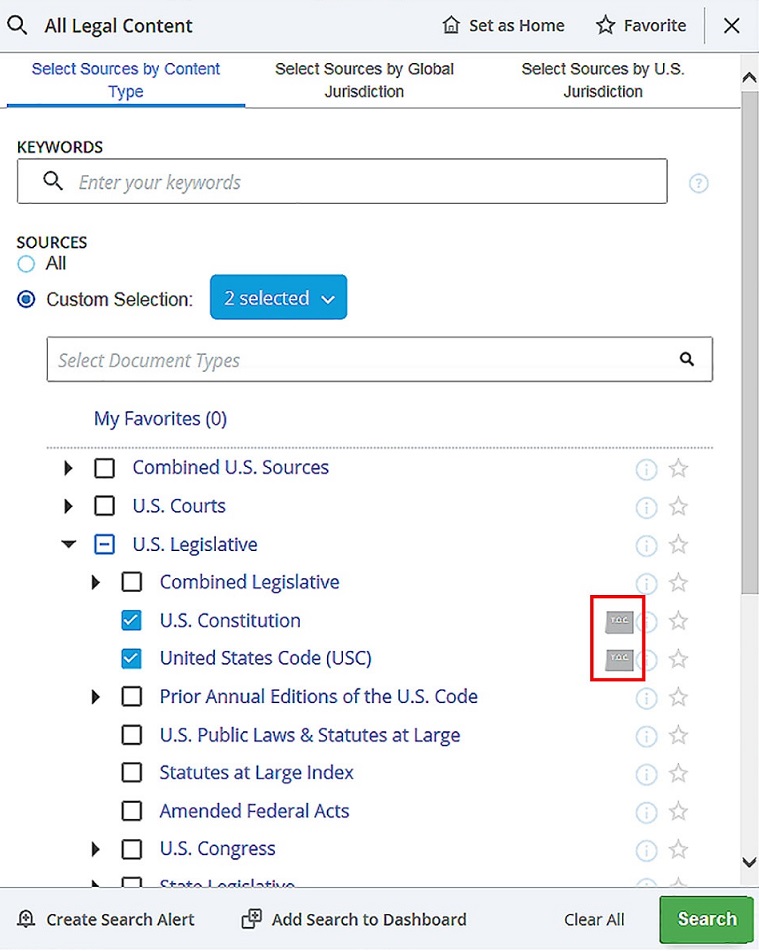 All Legal Content
Set as Home
Favorite
Select Sources by Content
Type
Select Sources by Global
Jurisdiction
Select Sources by U.S.
Jurisdiction
KEYWORDS
Enter your keywords
?
SOURCES
All
Custom Selection:
2 selected
Select Document Types
My Favorites (0)
Combined U.S. Sources
U.S. Courts
U.S. Legislative
Combined Legislative
U.S. Constitution
TOC
United States Code (USC)
TOC
Prior Annual Editions of the U.S. Code
U.S. Public Laws & Statutes at Large
Statutes at Large Index
Amended Federal Acts
U.S. Congress
State Legislative
Create Search Alert
Add Search to Dashboard
Clear All
Search